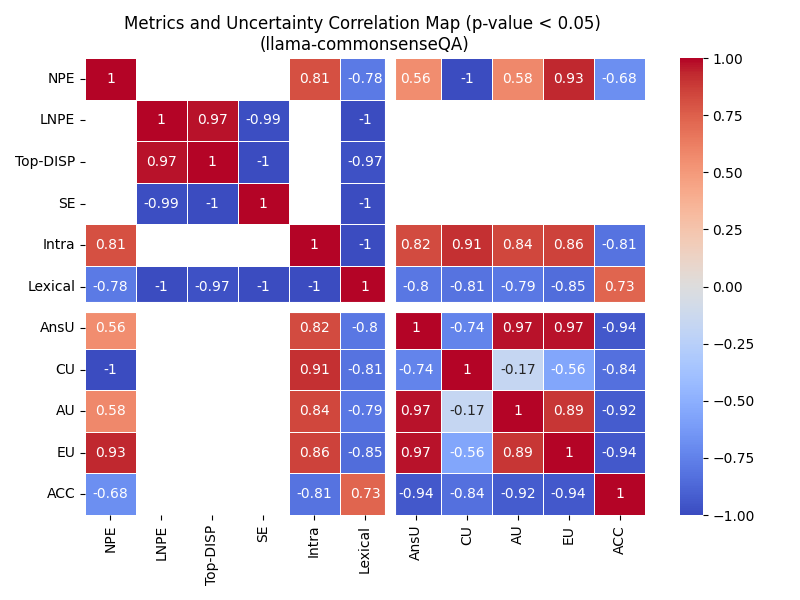 Metrics and Uncertainty Correlation Map (p-value < 0.05)
(llama-commonsenseQA)
NPE 1 0.81 -0.78 0.56 -1 0.58 0.93 -0.68
LNPE 1 0.97 -0.99 -1
Top-DISP 0.97 1 -1 -0.97
SE -0.99 -1 1 -1
Intra 0.81 1 -1 0.82 0.91 0.84 0.86 -0.81
Lexical -0.78 -1 -0.97 -1 -1 1 -0.8 -0.81 -0.79 -0.85 0.73
AnsU 0.56 0.82 -0.8 1 -0.74 0.97 0.97 -0.94
CU -1 0.91 -0.81 -0.74 1 -0.17 -0.56 -0.84
AU 0.58 0.84 -0.79 0.97 -0.17 1 0.89 -0.92
EU 0.93 0.86 -0.85 0.97 -0.56 0.89 1 -0.94
ACC -0.68 -0.81 0.73 -0.94 -0.84 -0.92 -0.94 1
NPE LNPE Top-DISP SE Intra Lexical AnsU CU AU EU ACC
1.00
0.75
0.50
0.25
0.00
−0.25
−0.50
−0.75
−1.00